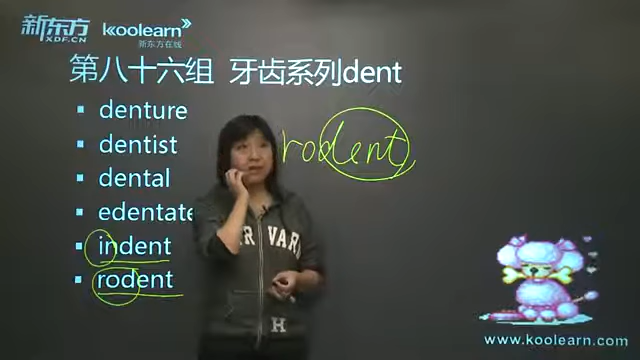 新东方 koolearn
XDF.CN 新东方在线
第八十六组 牙齿系列dent
denture
dentist
dental
edentate
indent
rodent
rodent
HARVARD
H
www.koolearn.com